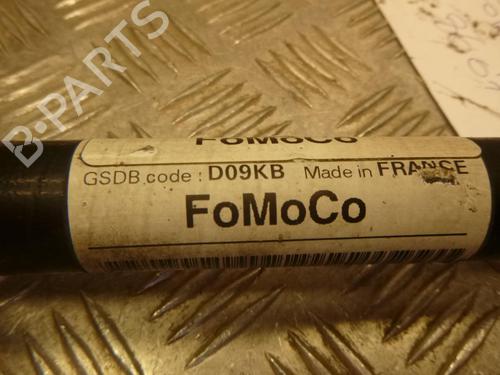 B-PARTS
FoMoCo
GSDB.code : D09KB Made in FRANCE
FoMoCo